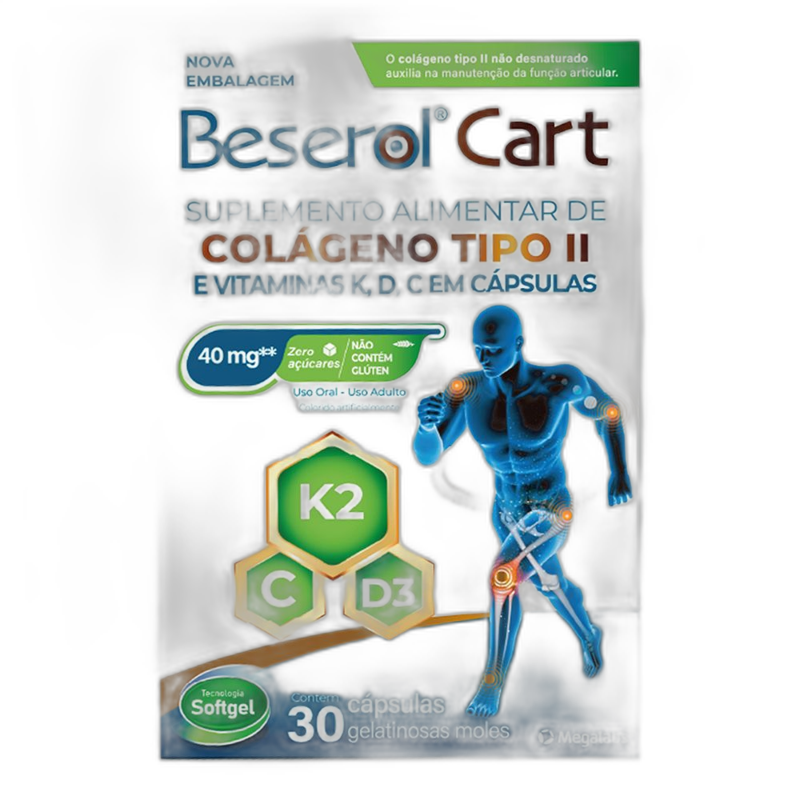 NOVA
EMBALAGEM
O colágeno tipo II não desnaturado
auxilia na manutenção da função articular.
Beserol® Cart
SUPLEMENTO ALIMENTAR DE
COLÁGENO TIPO II
E VITAMINAS K, D, C EM CÁPSULAS
40 mg**
Zero
açúcares
NÃO
CONTÉM
GLÚTEN
Uso Oral - Uso Adulto
Colorido artificialmente
K2
C
D3
Tecnologia
Softgel
Contém
30
cápsulas
gelatinosas moles